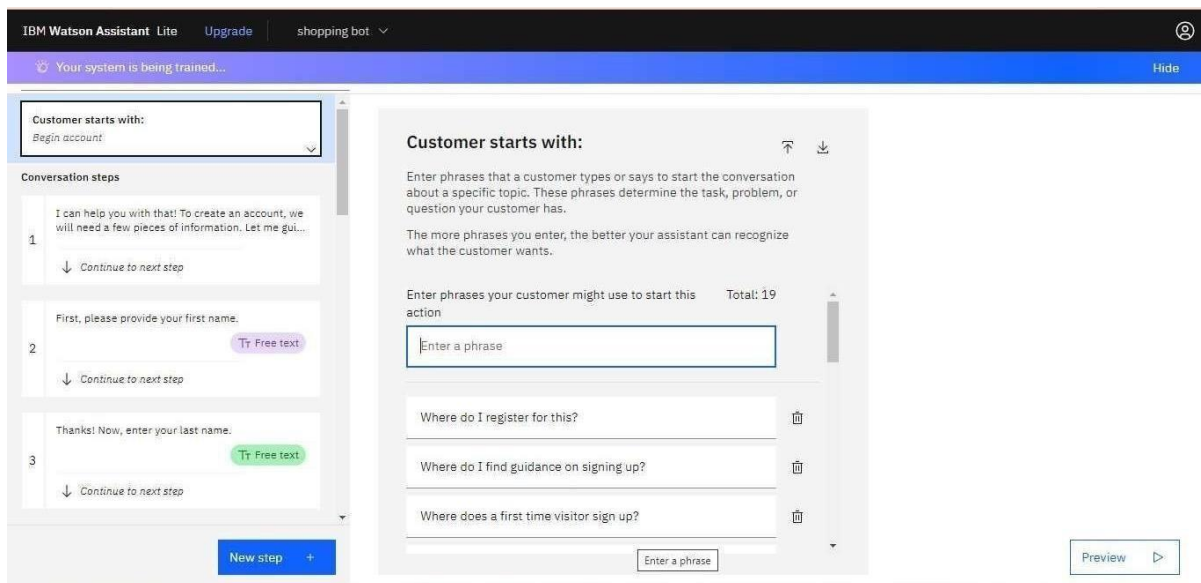 IBM Watson Assistant Lite Upgrade shopping bot
Your system is being trained... Hide
Customer starts with:
Begin account
Conversation steps
1
I can help you with that! To create an account, we
will need a few pieces of information. Let me gui...
Continue to next step
2
First, please provide your first name.
Tт Free text
Continue to next step
3
Thanks! Now, enter your last name.
Tт Free text
Continue to next step
New step +
Customer starts with:
Enter phrases that a customer types or says to start the conversation
about a specific topic. These phrases determine the task, problem, or
question your customer has.
The more phrases you enter, the better your assistant can recognize
what the customer wants.
Enter phrases your customer might use to start this
action
Total: 19
Enter a phrase
Where do I register for this?
Where do I find guidance on signing up?
Where does a first time visitor sign up?
Enter a phrase
Preview